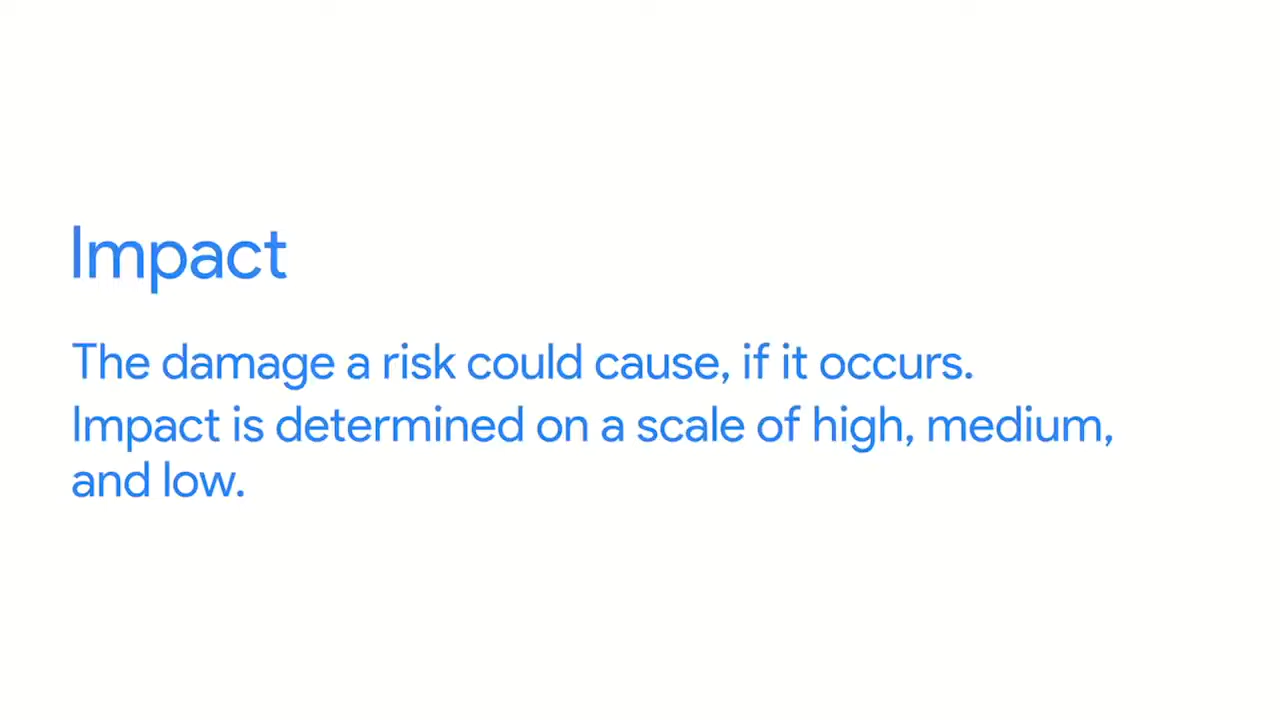 Impact
The damage a risk could cause, if it occurs.
Impact is determined on a scale of high, medium,
and low.